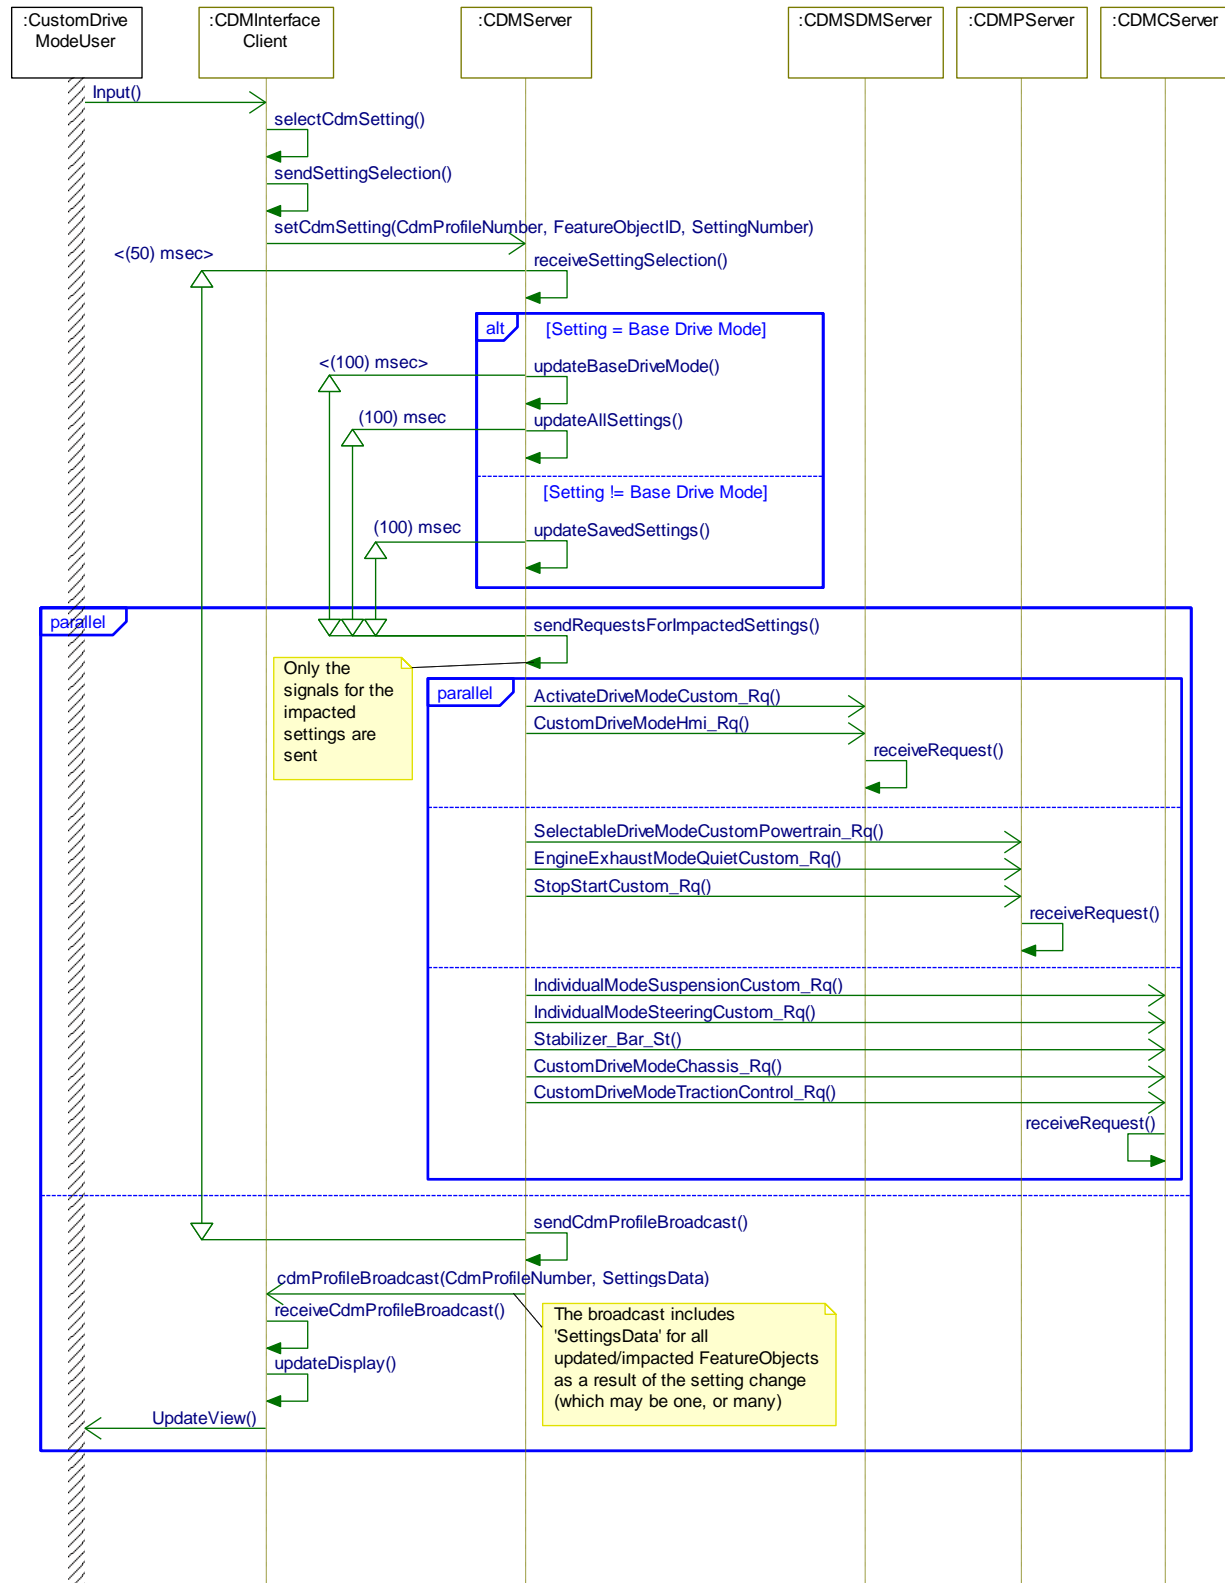 :CustomDrive
ModeUser
:CDMInterface
Client
:CDMServer
:CDMSDMServer
:CDMPServer
:CDMCServer
Input()
selectCdmSetting()
sendSettingSelection()
setCdmSetting(CdmProfileNumber, FeatureObjectID, SettingNumber)
<(50) msec>
receiveSettingSelection()
alt
[Setting = Base Drive Mode]
<(100) msec>
updateBaseDriveMode()
(100) msec
updateAllSettings()
[Setting != Base Drive Mode]
(100) msec
updateSavedSettings()
parallel
sendRequestsForImpactedSettings()
Only the
signals for the
impacted
settings are
sent
parallel
ActivateDriveModeCustom_Rq()
CustomDriveModeHmi_Rq()
receiveRequest()
SelectableDriveModeCustomPowertrain_Rq()
EngineExhaustModeQuietCustom_Rq()
StopStartCustom_Rq()
receiveRequest()
IndividualModeSuspensionCustom_Rq()
IndividualModeSteeringCustom_Rq()
Stabilizer_Bar_St()
CustomDriveModeChassis_Rq()
CustomDriveModeTractionControl_Rq()
receiveRequest()
sendCdmProfileBroadcast()
cdmProfileBroadcast(CdmProfileNumber, SettingsData)
receiveCdmProfileBroadcast()
The broadcast includes
'SettingsData' for all
updated/impacted FeatureObjects
as a result of the setting change
(which may be one, or many)
updateDisplay()
UpdateView()